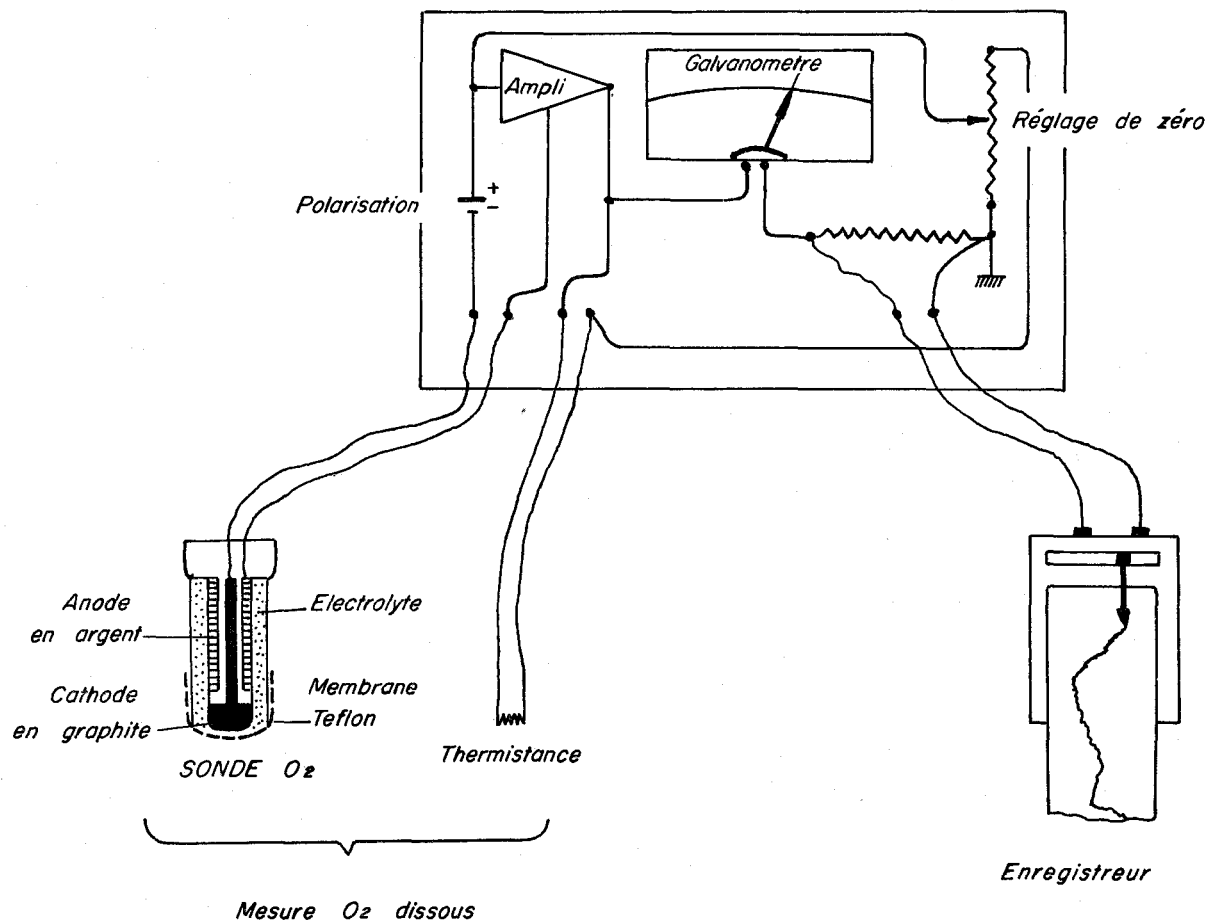 Ampli
Galvanometre
Réglage de zéro
+
-
Polarisation
Anode
en argent
Electrolyte
Cathode
en graphite
Membrane
Teflon
SONDE O2
Thermistance
Mesure O2 dissous
Enregistreur